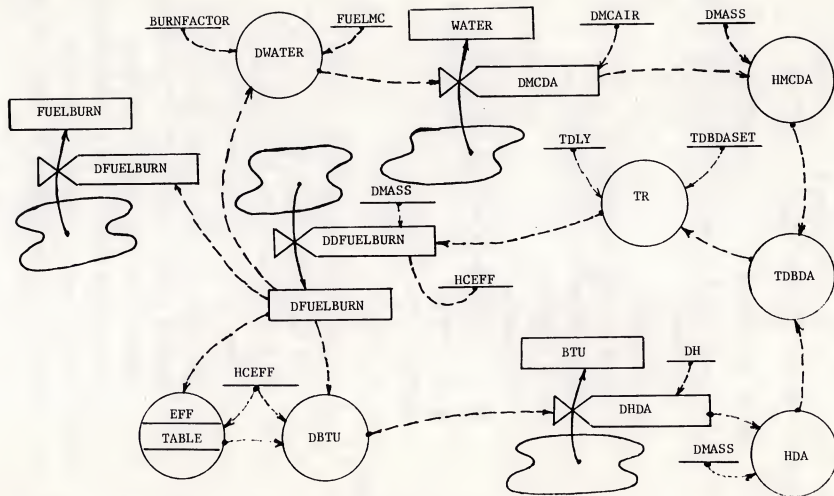 BURNFACTOR
FUELMC
WATER
DMCAIR
DMASS
DWATER
DMCDA
HMCDA
FUELBURN
DFUELBURN
TDLY
TDBDASET
DMASS
TR
DDFUELBURN
HCEFF
TDBDA
DFUELBURN
BTU
DH
HCEFF
EFF
TABLE
DBTU
DHDA
DMASS
HDA